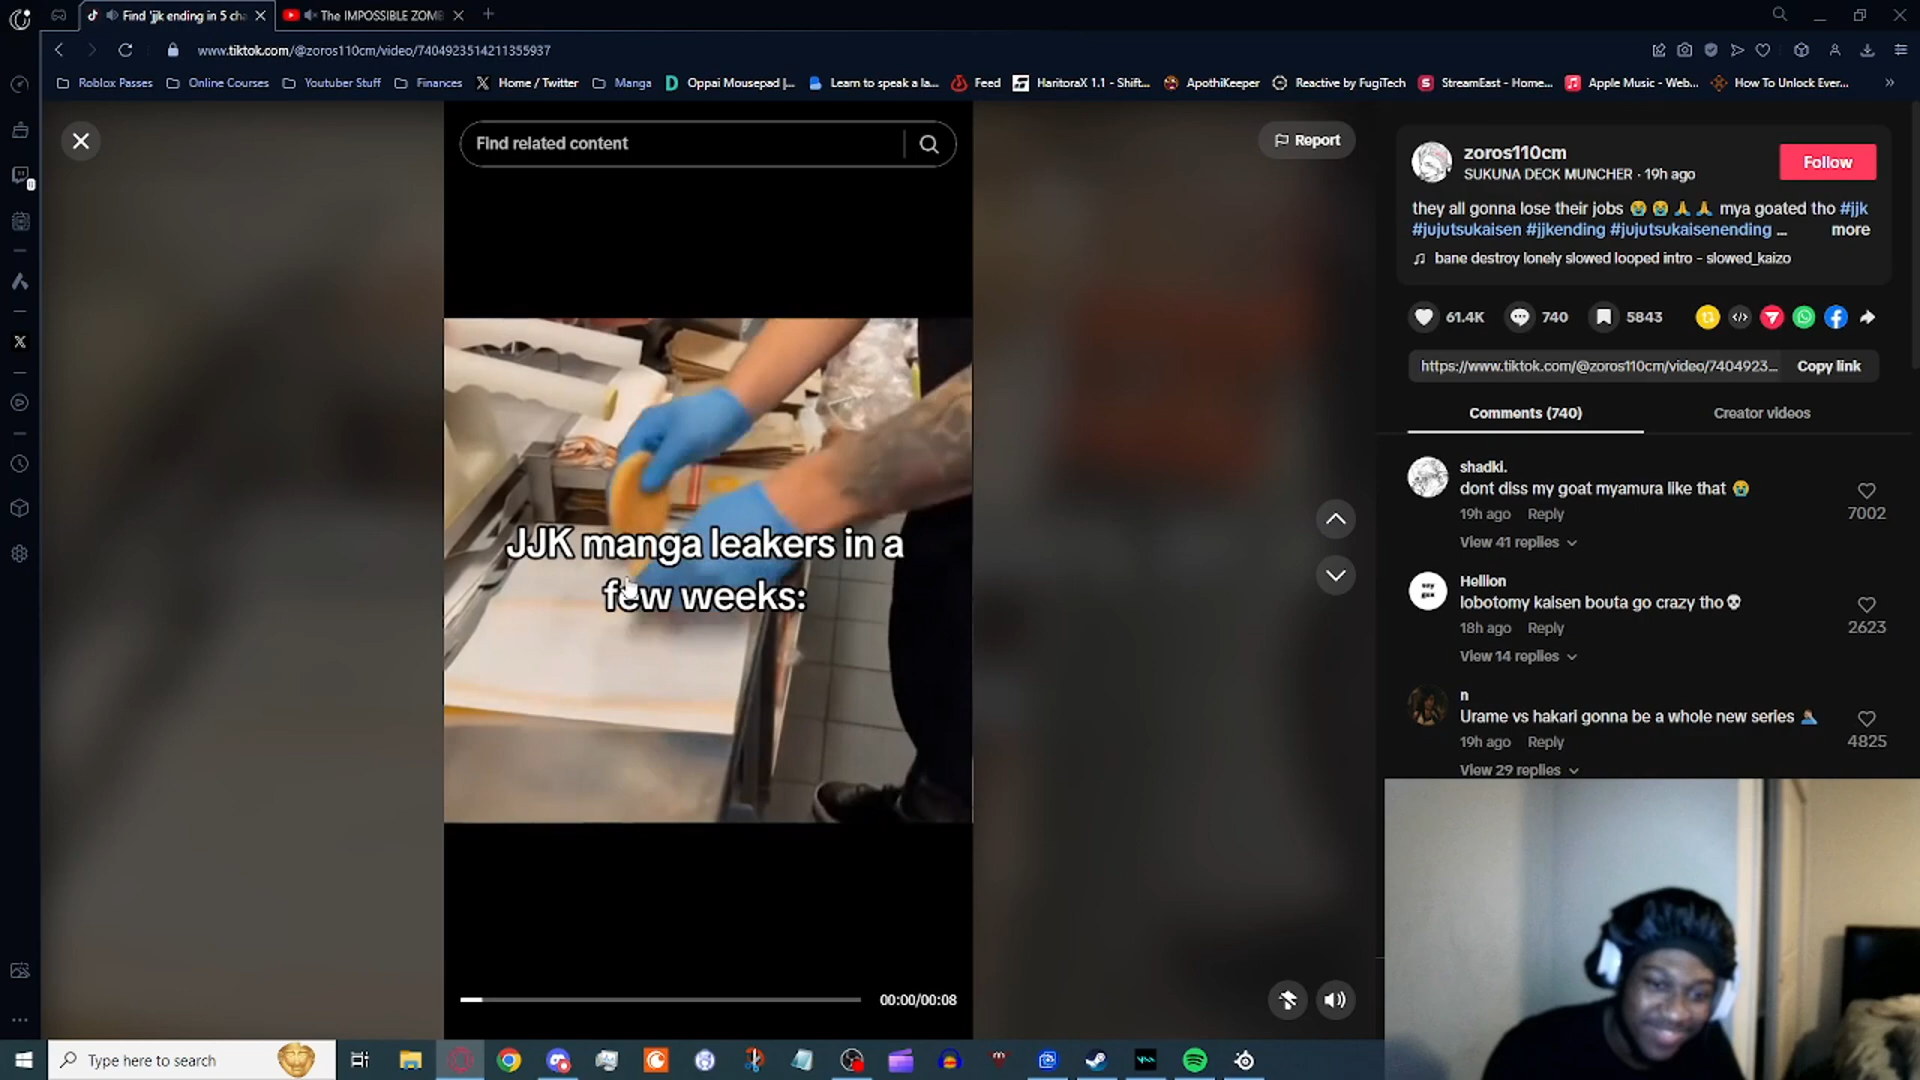 Find 'jjk ending in 5 cha
The IMPOSSIBLE ZOMB
www.tiktok.com/@zoros110cm/video/7404923514211355937
Roblox Passes
Online Courses
Youtuber Stuff
Finances
Home / Twitter
Manga
Oppai Mousepad |...
Learn to speak a la...
Feed
HaritoraX 1.1 - Shift...
ApothiKeeper
Reactive by FugiTech
StreamEast - Home...
Apple Music - Web...
How To Unlock Ever...
Find related content
Report
JJK manga leakers in a
few weeks:
00:00/00:08
zoros110cm
SUKUNA DECK MUNCHER · 19h ago
Follow
they all gonna lose their jobs 😭 😭 🙏 🙏 mya goated tho #jjk
#jujutsukaisen #jjkending #jujutsukaisenending ... more
bane destroy lonely slowed looped intro - slowed_kaizo
61.4K
740
5843
https://www.tiktok.com/@zoros110cm/video/7404923...
Copy link
Comments (740)
Creator videos
shadki.
dont diss my goat myamura like that 😭
19h ago Reply
7002
View 41 replies
Hellion
lobotomy kaisen bouta go crazy tho💀
18h ago Reply
2623
View 14 replies
n
Urame vs hakari gonna be a whole new series 🤦
19h ago Reply
4825
View 29 replies
Type here to search